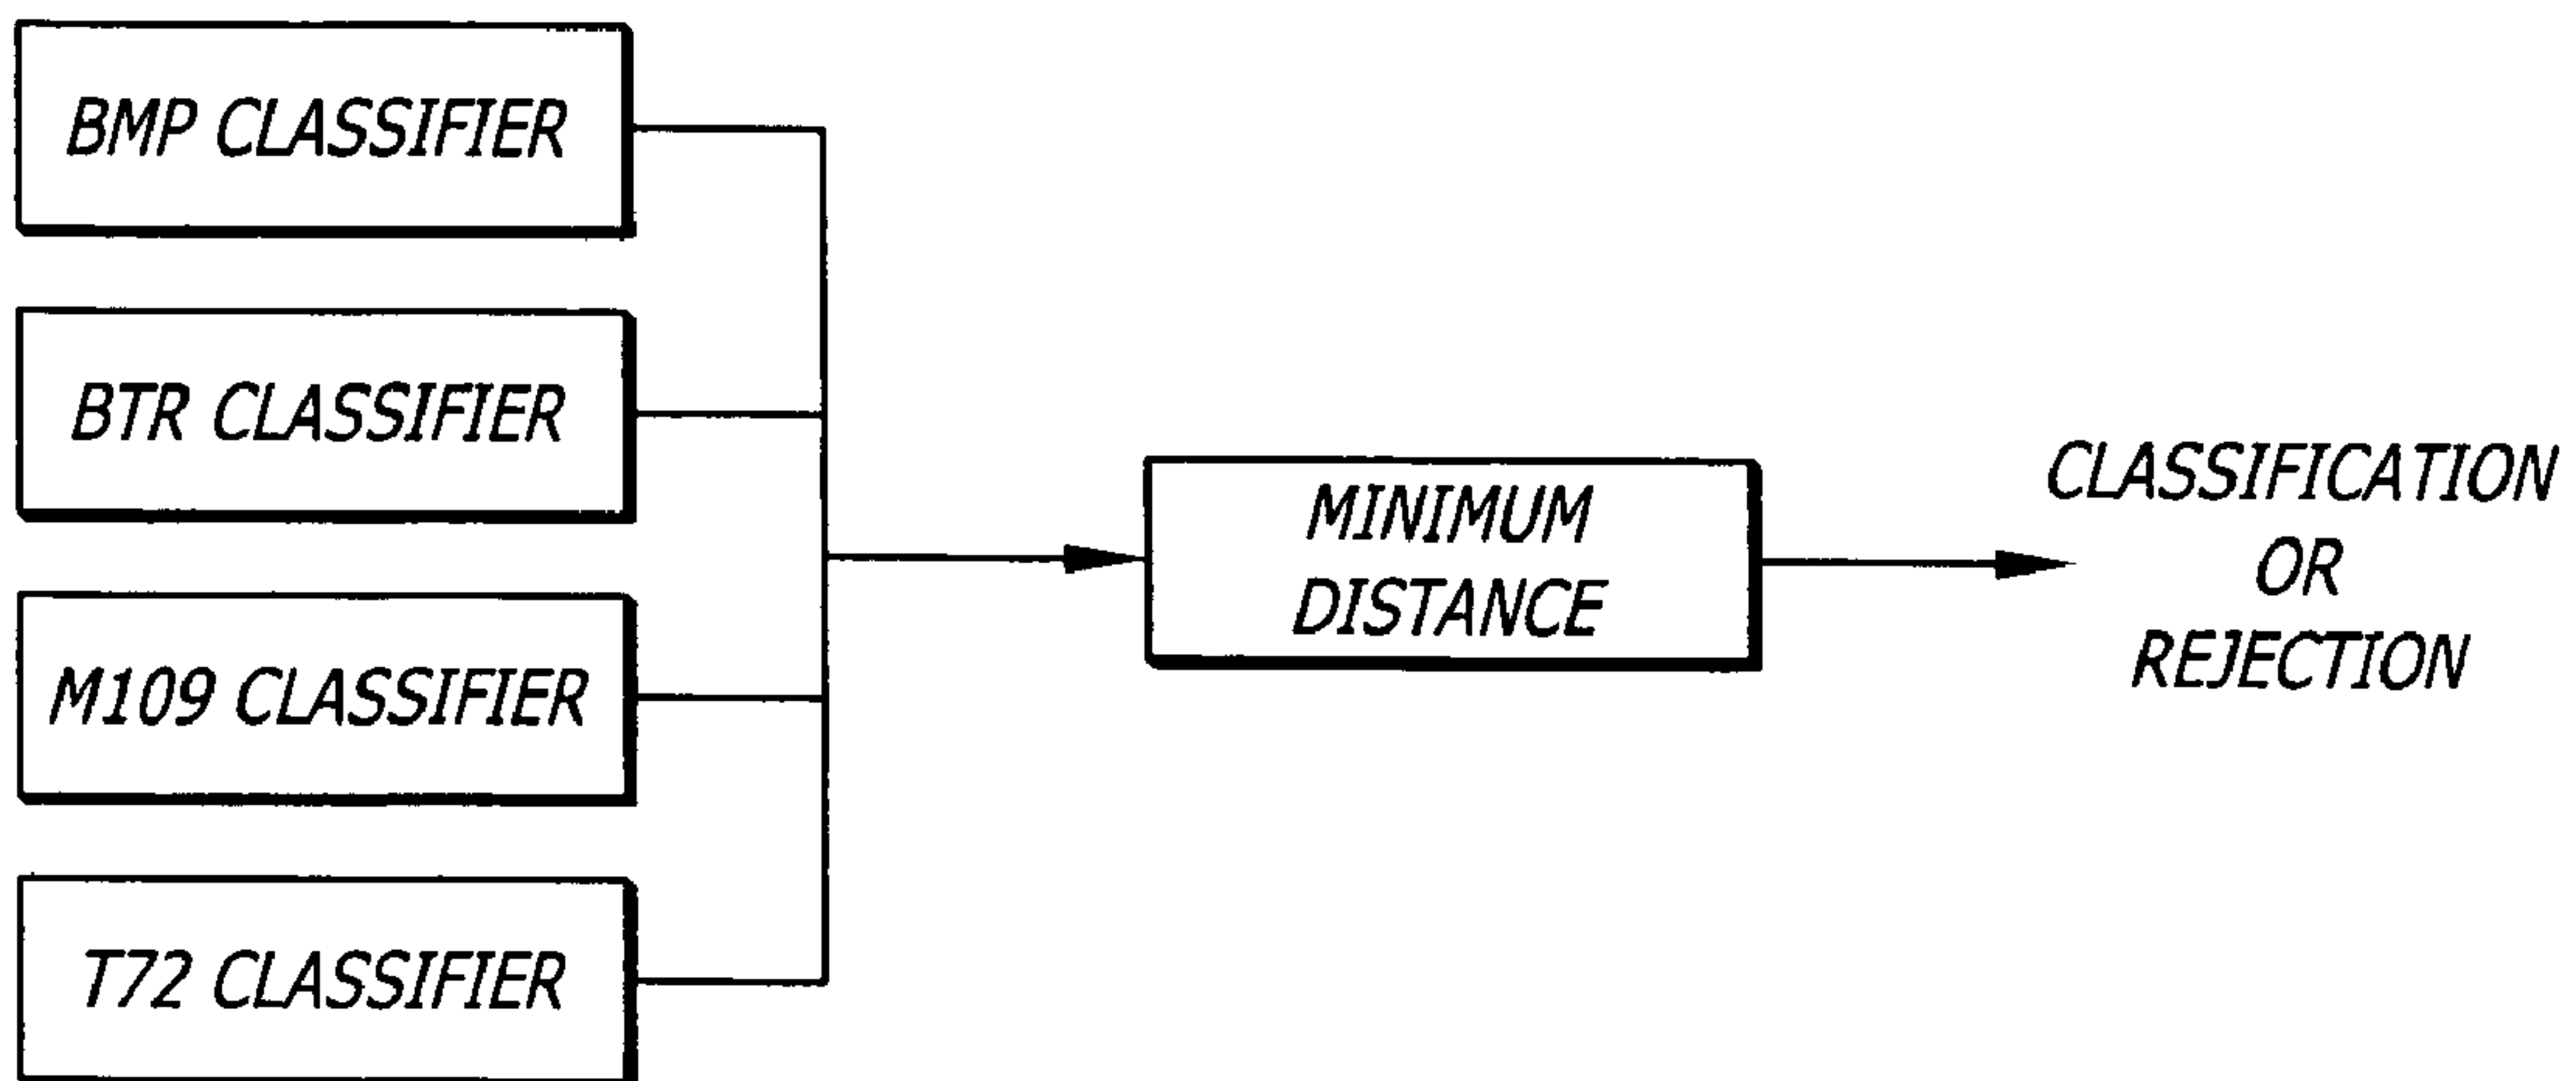 BMP CLASSIFIER
BTR CLASSIFIER
M109 CLASSIFIER
T72 CLASSIFIER
MINIMUM
DISTANCE
CLASSIFICATION
OR
REJECTION